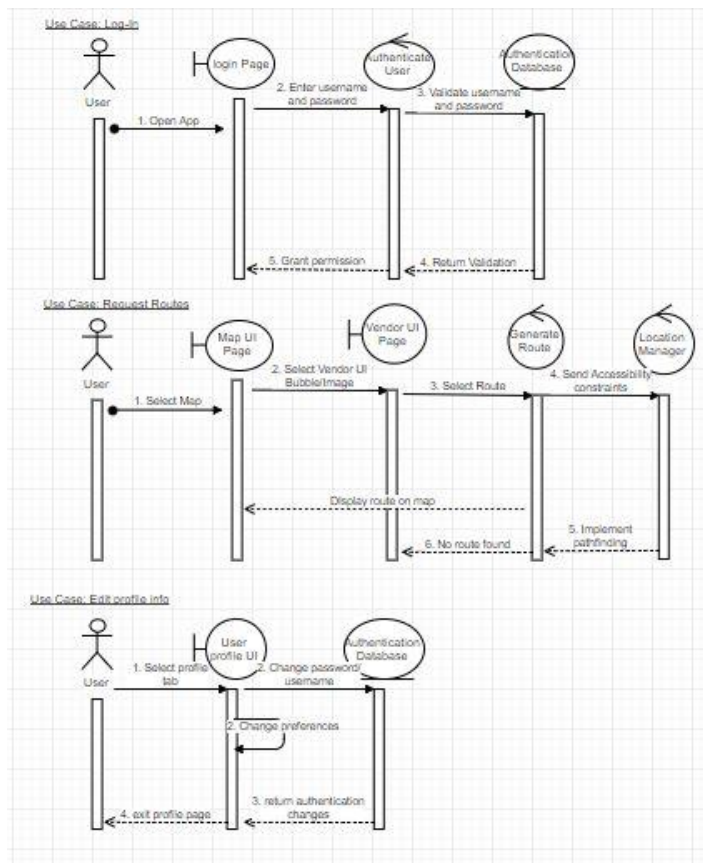 Use Case: Log-In
login Page
Authenticate
User
Authentication
Database
User
1. Open App
2. Enter username
and password
3. Validate username
and password
5. Grant permission
4. Return Validation
Use Case: Request Routes
Map UI
Page
Vendor UI
Page
Generate
Route
Location
Manager
User
1. Select Map
2. Select Vendor UI
Bubble/Image
3. Select Route
4. Send Accessibility
constraints
Display route on map
5. Implement
pathfinding
6. No route found
Use Case: Edit profile info
User
profile UI
Authentication
Database
User
1. Select profile
tab
2. Change password/
username
2. Change preferences
3. return authentication
changes
4. exit profile page